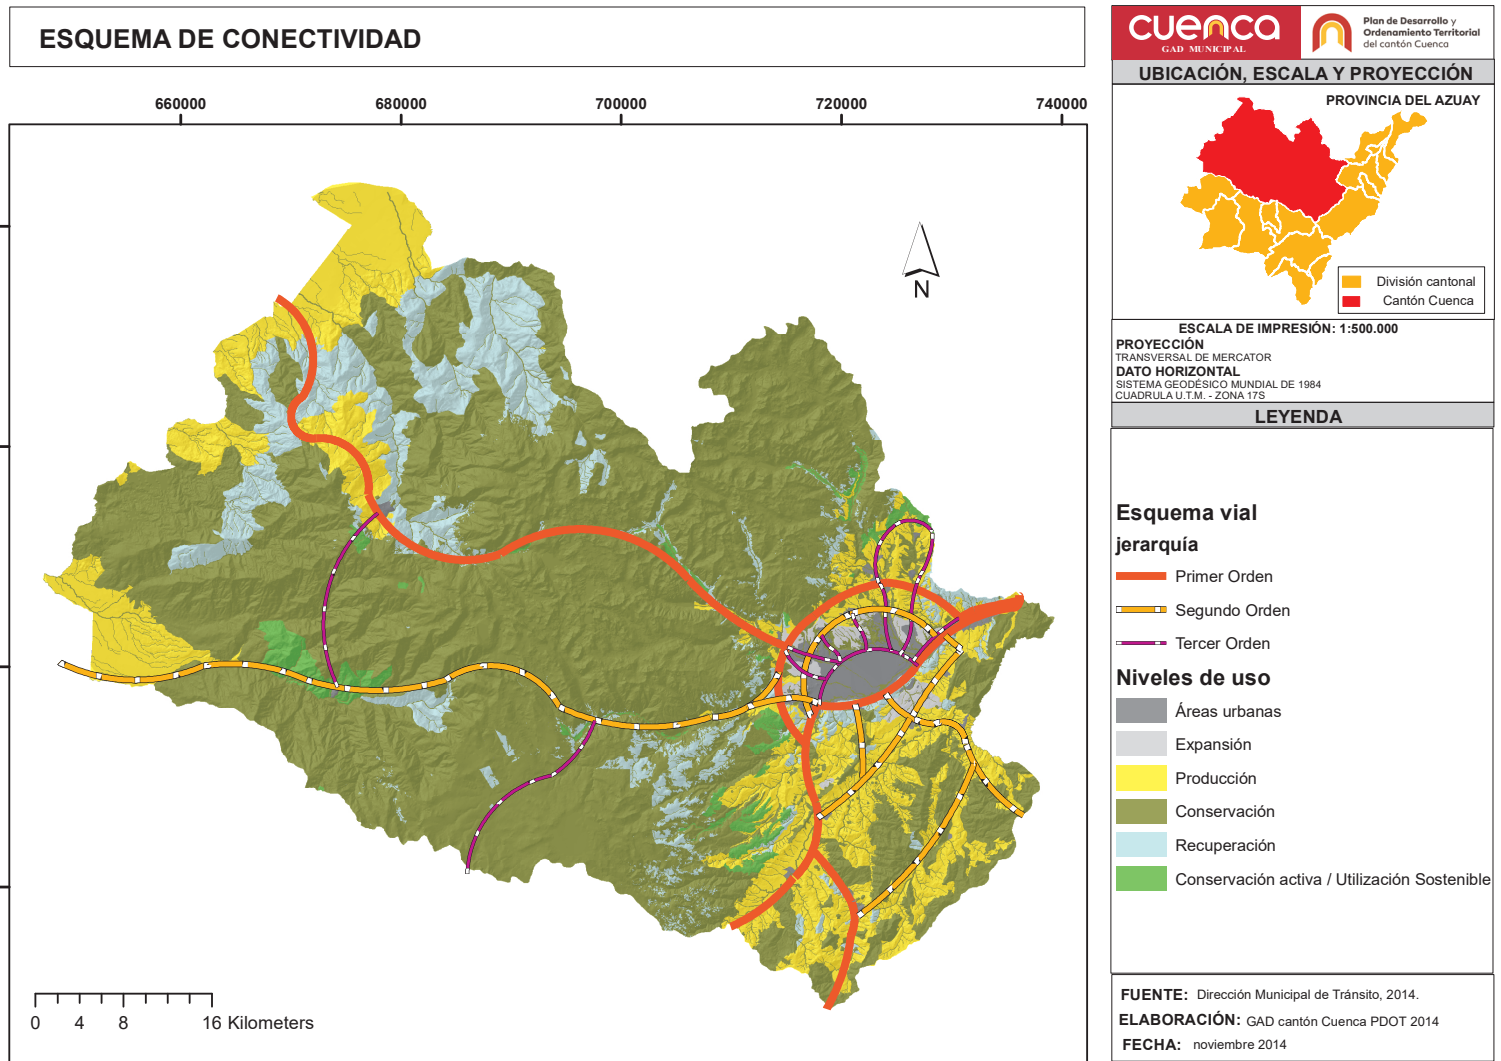 ESQUEMA DE CONECTIVIDAD
660000
680000
700000
720000
740000
N
0 4 8 16 Kilometers
cuenca
GAD MUNICIPAL
Plan de Desarrollo y
Ordenamiento Territorial
del cantón Cuenca
UBICACIÓN, ESCALA Y PROYECCIÓN
PROVINCIA DEL AZUAY
División cantonal
Cantón Cuenca
ESCALA DE IMPRESIÓN: 1:500.000
PROYECCIÓN
TRANSVERSAL DE MERCATOR
DATO HORIZONTAL
SISTEMA GEODÉSICO MUNDIAL DE 1984
CUADRULA U.T.M. - ZONA 17S
LEYENDA
Esquema vial
jerarquía
Primer Orden
Segundo Orden
Tercer Orden
Niveles de uso
Áreas urbanas
Expansión
Producción
Conservación
Recuperación
Conservación activa / Utilización Sostenible
FUENTE: Dirección Municipal de Tránsito, 2014.
ELABORACIÓN: GAD cantón Cuenca PDOT 2014
FECHA: noviembre 2014